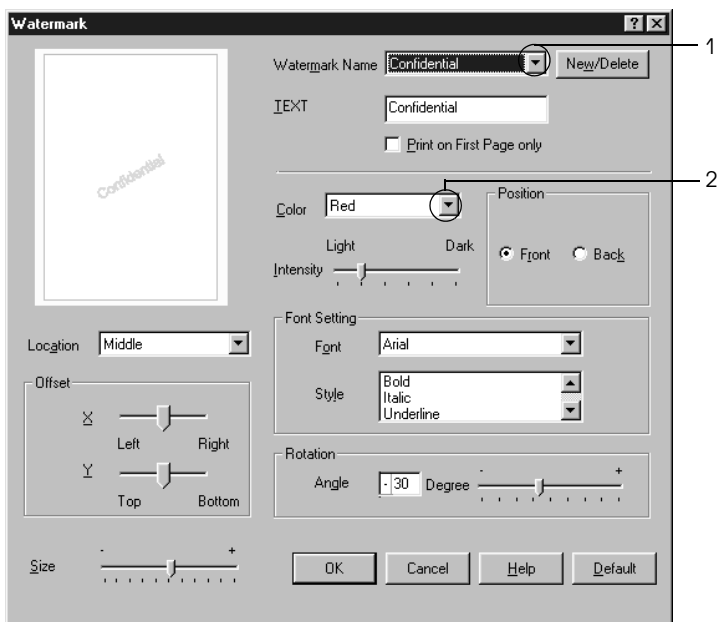 Watermark
1
Watermark Name Confidential New/Delete
TEXT Confidential
Print on First Page only
Confidential
2
Color Red
Position
Light Dark
Intensity
Front Back
Location Middle
Font Setting
Font Arial
Style Bold
Italic
Underline
Offset
X
Left Right
Y
Top Bottom
Rotation
Angle - 30 Degree - +
Size - +
OK Cancel Help Default